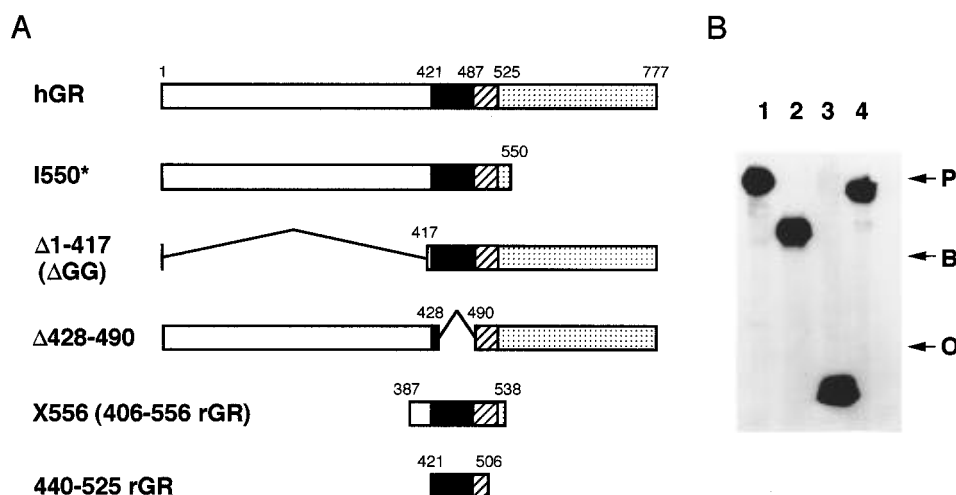 A
B
1 421 487 525 777
hGR
550
I550*
417
Δ1-417
(ΔGG)
428 490
Δ428-490
387 538
X556 (406-556 rGR)
421 506
440-525 rGR
1 2 3 4
P
B
O